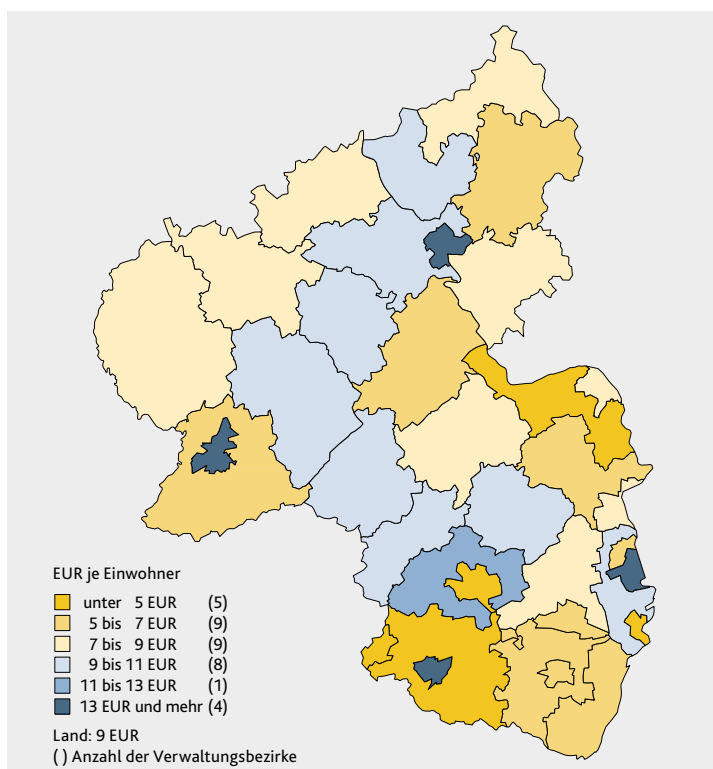 EUR je Einwohner
unter 5 EUR (5)
5 bis 7 EUR (9)
7 bis 9 EUR (9)
9 bis 11 EUR (8)
11 bis 13 EUR (1)
13 EUR und mehr (4)
Land: 9 EUR
( ) Anzahl der Verwaltungsbezirke